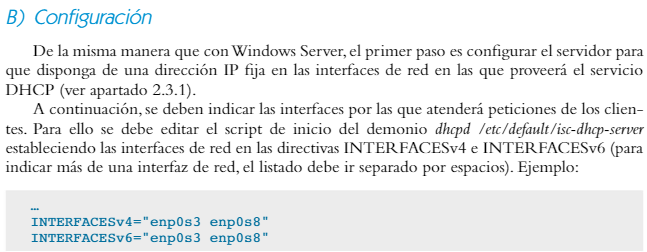 B) Configuración
De la misma manera que con Windows Server, el primer paso es configurar el servidor para
que disponga de una dirección IP fija en las interfaces de red en las que proveerá el servicio
DHCP (ver apartado 2.3.1).
A continuación, se deben indicar las interfaces por las que atenderá peticiones de los clien-
tes. Para ello se debe editar el script de inicio del demonio dhcpd /etc/default/isc-dhcp-server
estableciendo las interfaces de red en las directivas INTERFACESv4 e INTERFACESv6 (para
indicar más de una interfaz de red, el listado debe ir separado por espacios). Ejemplo:
…
INTERFACESv4="enp0s3 enp0s8"
INTERFACESv6="enp0s3 enp0s8"